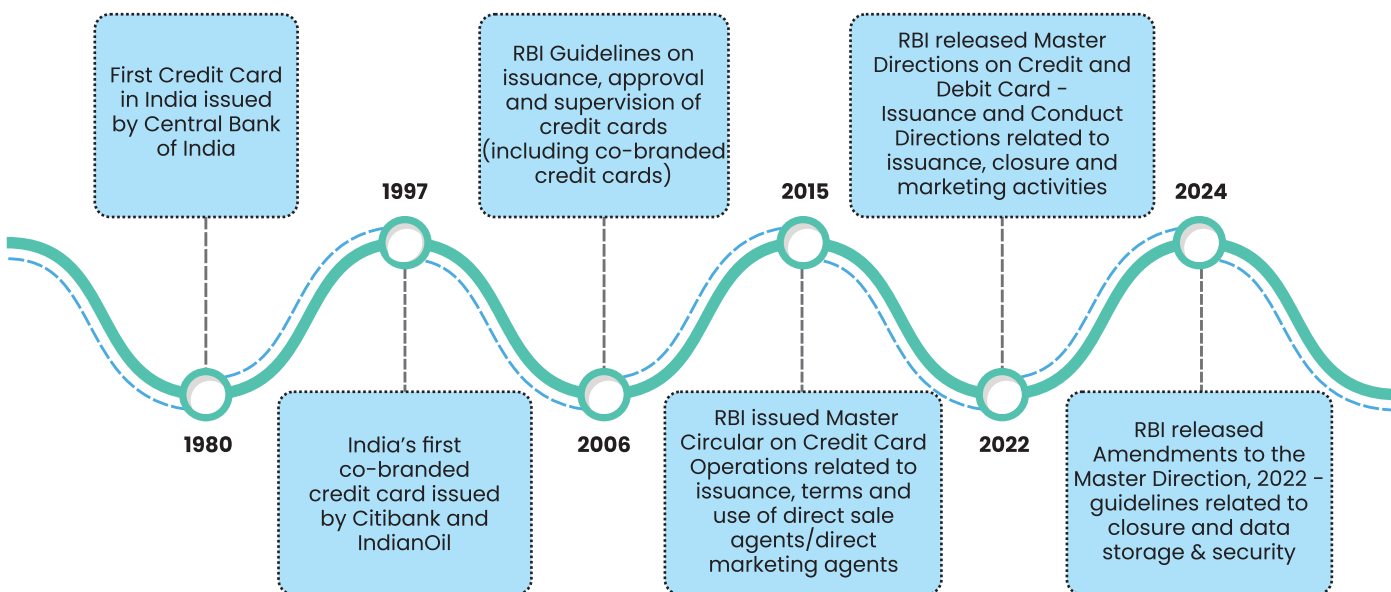 First Credit Card
in India issued
by Central Bank
of India
1980
1997
India’s first
co-branded
credit card issued
by Citibank and
IndianOil
RBI Guidelines on
issuance, approval
and supervision of
credit cards
(including co-branded
credit cards)
2006
2015
RBI issued Master
Circular on Credit Card
Operations related to
issuance, terms and
use of direct sale
agents/direct
marketing agents
RBI released Master
Directions on Credit and
Debit Card -
Issuance and Conduct
Directions related to
issuance, closure and
marketing activities
2022
2024
RBI released
Amendments to the
Master Direction, 2022 -
guidelines related to
closure and data
storage & security